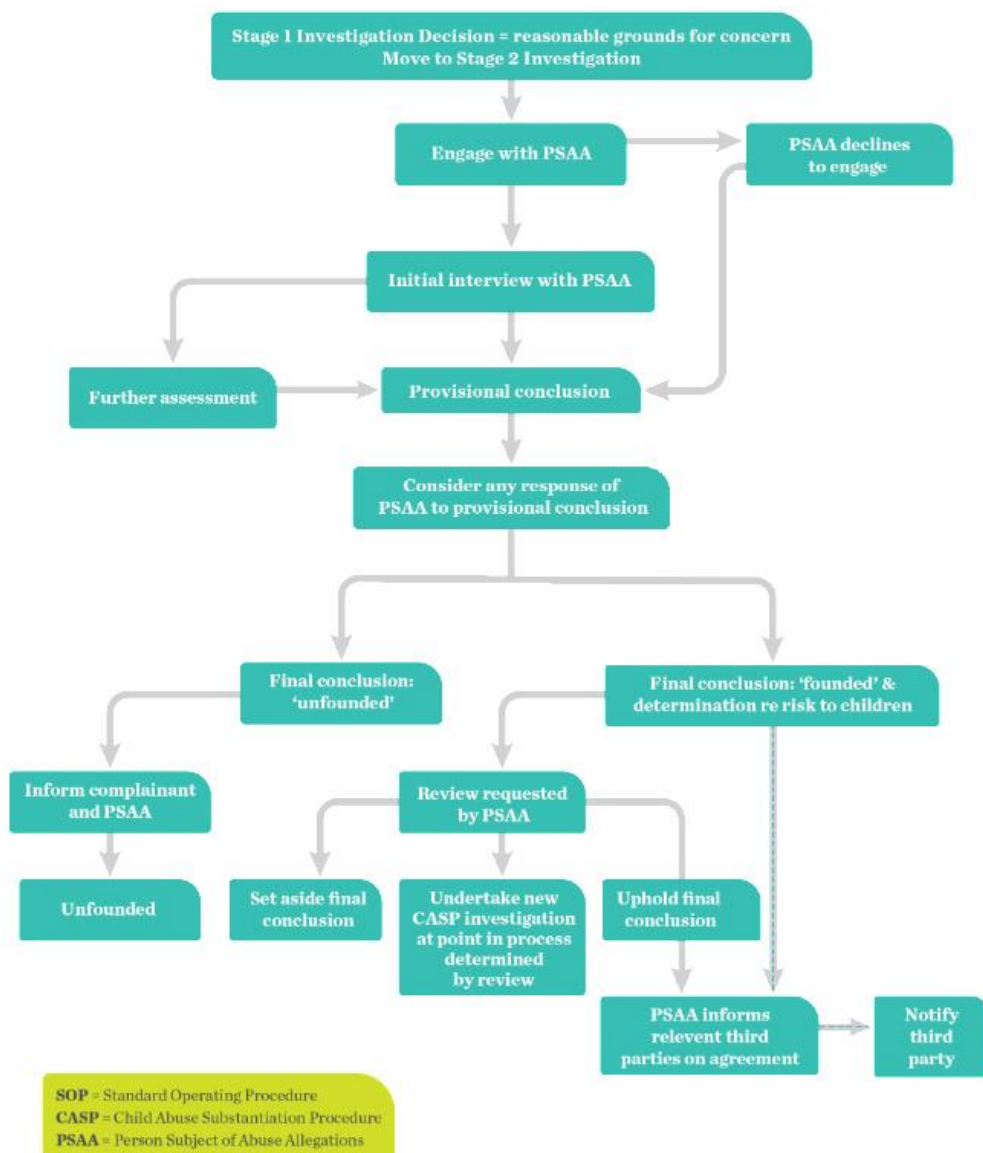 Stage 1 Investigation Decision = reasonable grounds for concern
Move to Stage 2 Investigation
Engage with PSAA
PSAA declines
to engage
Initial interview with PSAA
Further assessment
Provisional conclusion
Consider any response of
PSAA to provisional conclusion
Final conclusion:
‘unfounded’
Final conclusion: ‘founded’ &
determination re risk to children
Inform complainant
and PSAA
Review requested
by PSAA
Unfounded
Set aside final
conclusion
Undertake new
CASP investigation
at point in process
determined
by review
Uphold final
conclusion
PSAA informs
relevent third
parties on agreement
Notify
third
party
SOP = Standard Operating Procedure
CASP = Child Abuse Substantiation Procedure
PSAA = Person Subject of Abuse Allegations